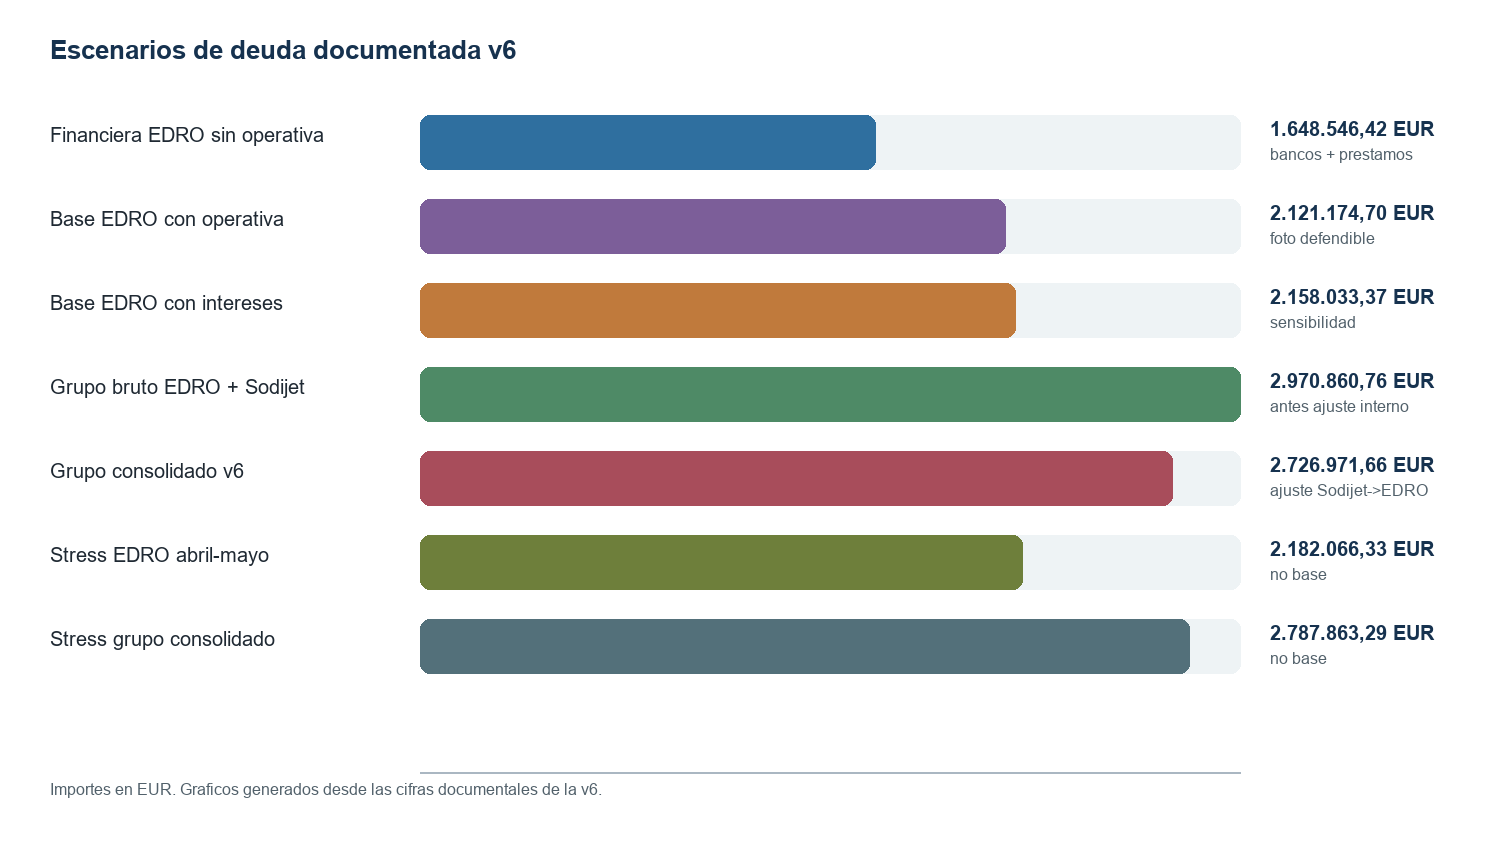 Escenarios de deuda documentada v6
Financiera EDRO sin operativa
1.648.546,42 EUR
bancos + prestamos
Base EDRO con operativa
2.121.174,70 EUR
foto defendible
Base EDRO con intereses
2.158.033,37 EUR
sensibilidad
Grupo bruto EDRO + Sodijet
2.970.860,76 EUR
antes ajuste interno
Grupo consolidado v6
2.726.971,66 EUR
ajuste Sodijet->EDRO
Stress EDRO abril-mayo
2.182.066,33 EUR
no base
Stress grupo consolidado
2.787.863,29 EUR
no base
Importes en EUR. Graficos generados desde las cifras documentales de la v6.